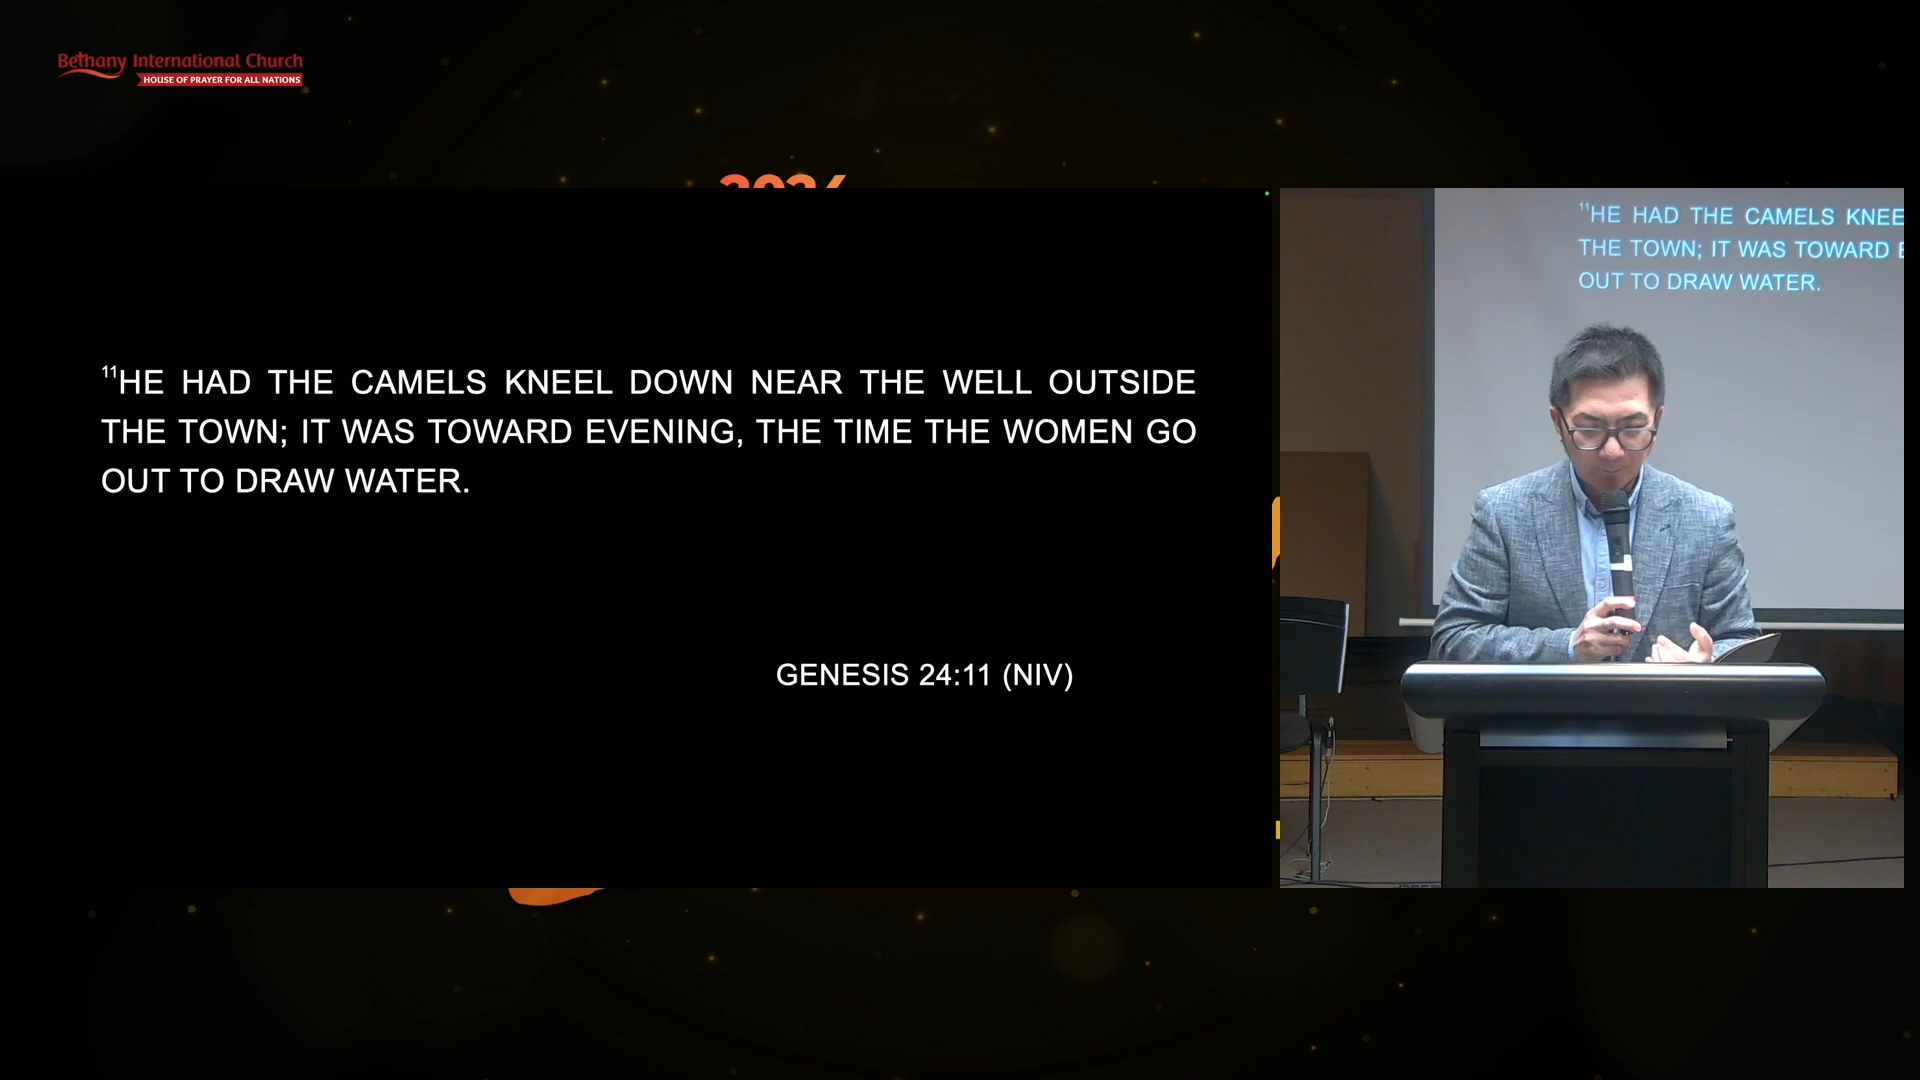 Bethany International Church
HOUSE OF PRAYER FOR ALL NATIONS
¹¹HE HAD THE CAMELS KNEEL DOWN NEAR THE WELL OUTSIDE
THE TOWN; IT WAS TOWARD EVENING, THE TIME THE WOMEN GO
OUT TO DRAW WATER.
GENESIS 24:11 (NIV)
¹¹HE HAD THE CAMELS KNEE
THE TOWN; IT WAS TOWARD E
OUT TO DRAW WATER.